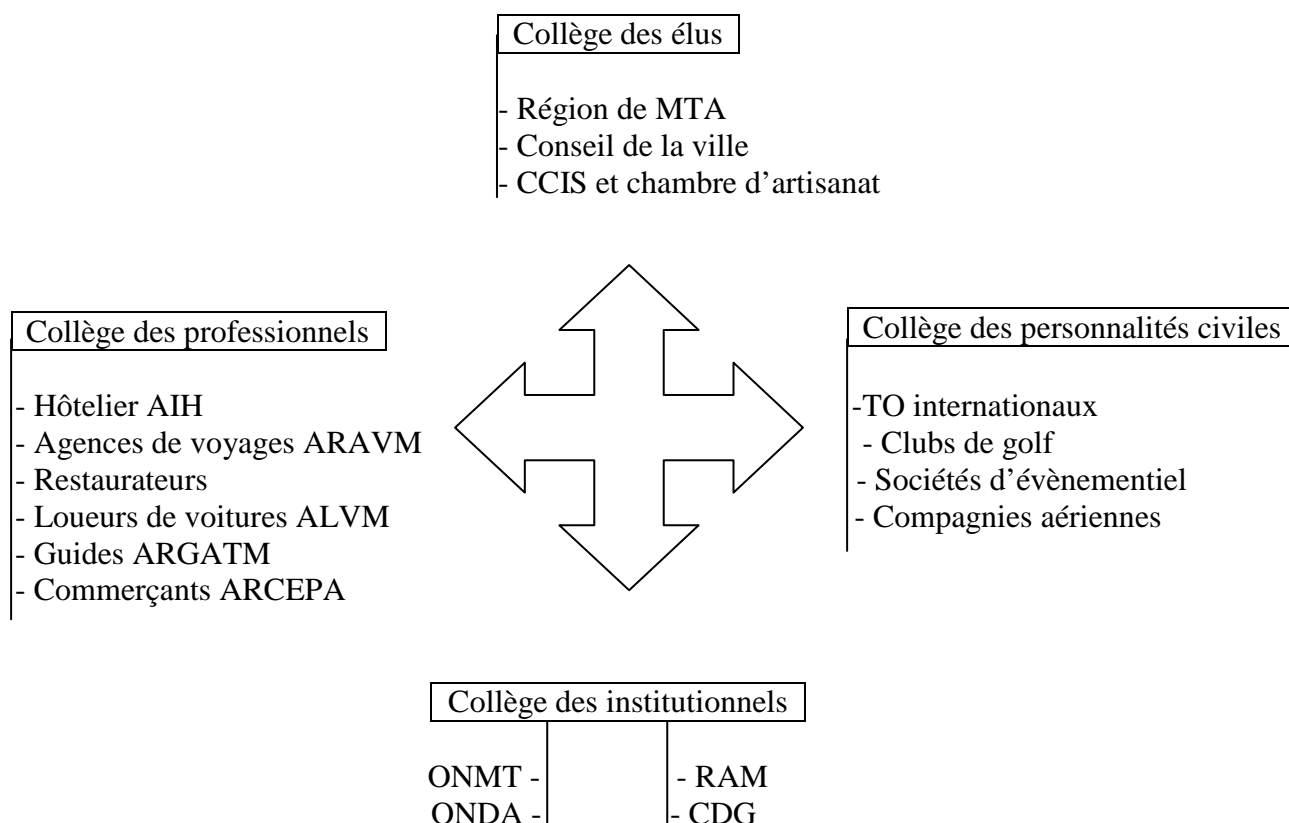 Collège des élus
- Région de MTA
- Conseil de la ville
- CCIS et chambre d'artisanat
Collège des professionnels
- Hôtelier AIH
- Agences de voyages ARAVM
- Restaurateurs
- Loueurs de voitures ALVM
- Guides ARGATM
- Commerçants ARCEPA
Collège des personnalités civiles
-TO internationaux
- Clubs de golf
- Sociétés d'évènementiel
- Compagnies aériennes
Collège des institutionnels
ONMT - - RAM
ONDA - - CDG